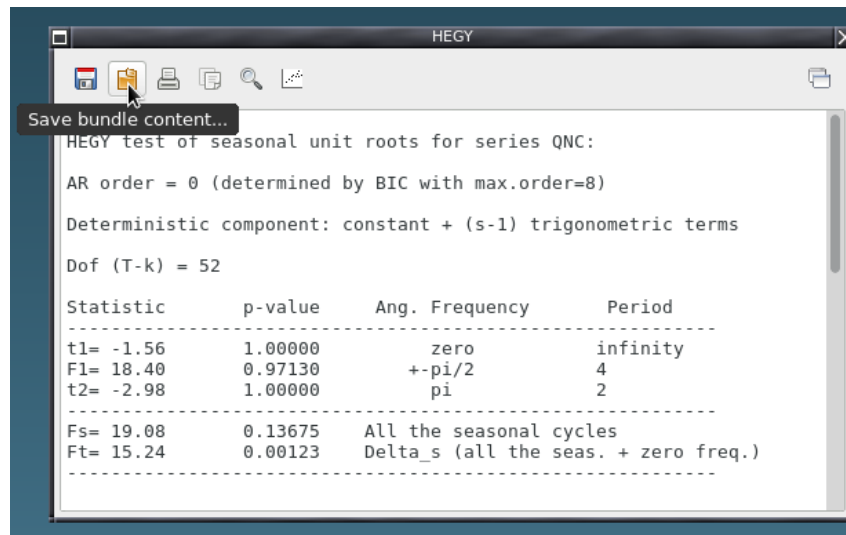 HEGY
Save bundle content...
HEGY test of seasonal unit roots for series QNC:
AR order = 0 (determined by BIC with max.order=8)
Deterministic component: constant + (s-1) trigonometric terms
Dof (T-k) = 52
Statistic p-value Ang. Frequency Period
t1= -1.56 1.00000 zero infinity
F1= 18.40 0.97130 +-pi/2 4
t2= -2.98 1.00000 pi 2
Fs= 19.08 0.13675 All the seasonal cycles
Ft= 15.24 0.00123 Delta_s (all the seas. + zero freq.)